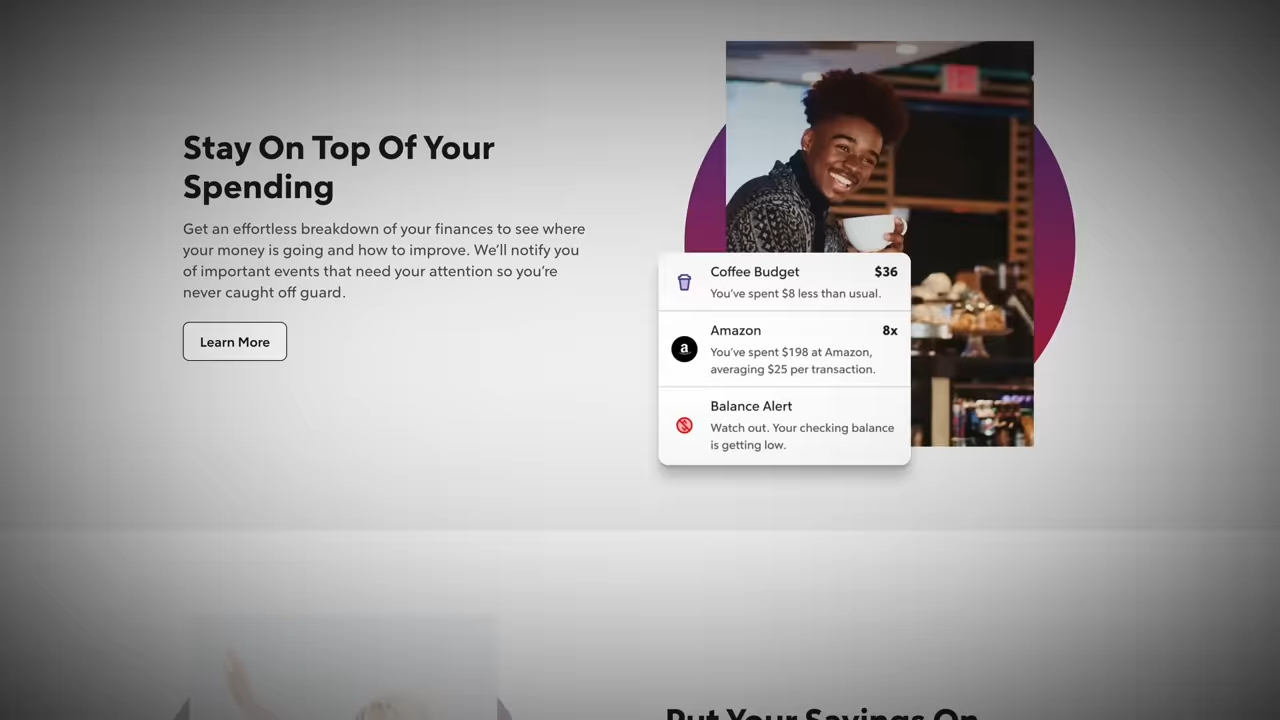 Stay On Top Of Your
Spending
Get an effortless breakdown of your finances to see where
your money is going and how to improve. We'll notify you
of important events that need your attention so you're
never caught off guard.
Learn More
Coffee Budget $36
You've spent $8 less than usual.
Amazon 8x
You've spent $198 at Amazon,
averaging $25 per transaction.
Balance Alert
Watch out. Your checking balance
is getting low.
Put Your Savings On